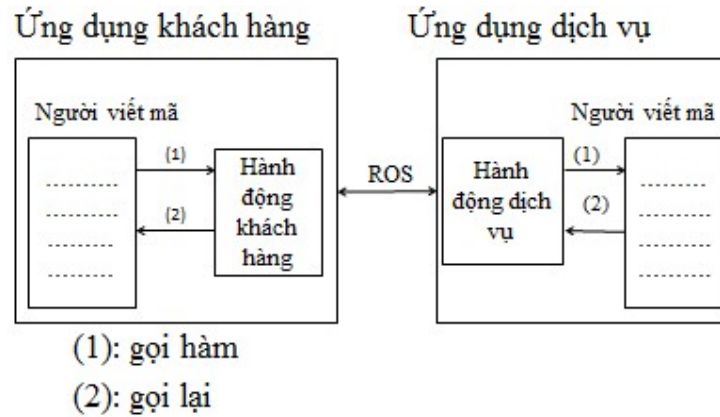 Ứng dụng khách hàng
Ứng dụng dịch vụ
Người viết mã
(1)
(2)
Hành
động
khách
hàng
ROS
Hành
động dịch
vụ
(1)
(2)
Người viết mã
(1): gọi hàm
(2): gọi lại